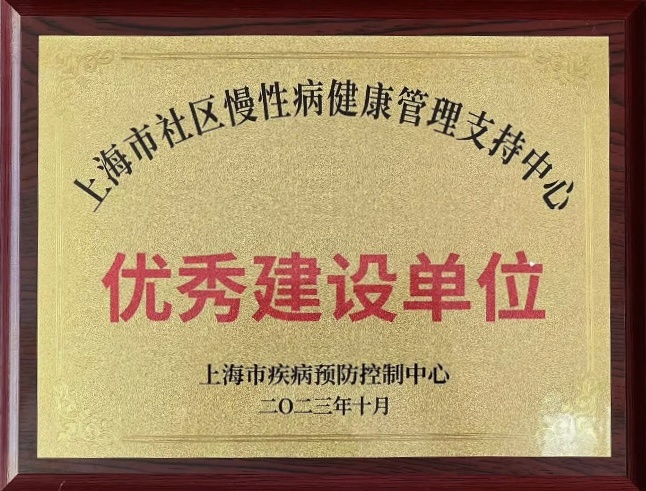 上海市社区慢性病健康管理支持中心
优秀建设单位
上海市疾病预防控制中心
二〇二三年十月